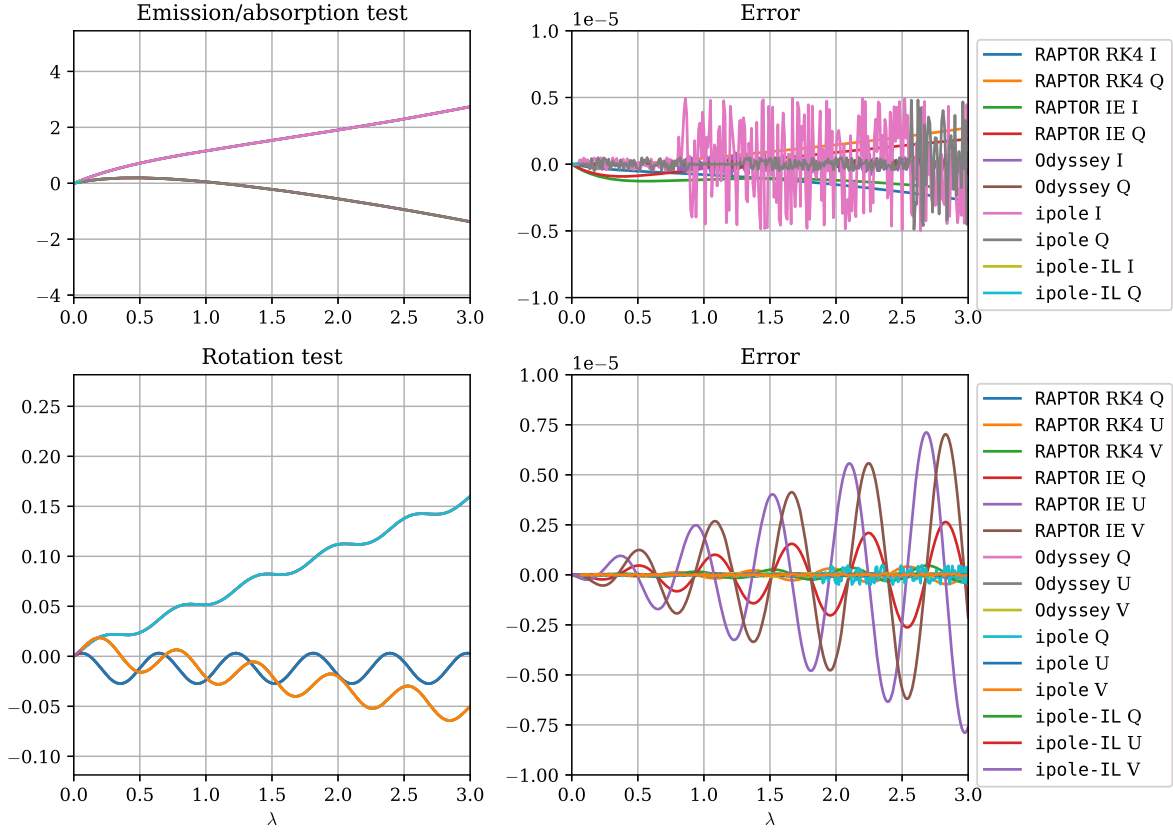 Emission/absorption test
4
2
0
−2
−4
0.0 0.5 1.0 1.5 2.0 2.5 3.0
Error
1e−5
1.0
0.5
0.0
−0.5
−1.0
0.0 0.5 1.0 1.5 2.0 2.5 3.0
RAPTOR RK4 I
RAPTOR RK4 Q
RAPTOR IE I
RAPTOR IE Q
Odyssey I
Odyssey Q
ipole I
ipole Q
ipole-IL I
ipole-IL Q
Rotation test
0.25
0.20
0.15
0.10
0.05
0.00
−0.05
−0.10
0.0 0.5 1.0 1.5 2.0 2.5 3.0
λ
Error
1e−5
1.00
0.75
0.50
0.25
0.00
−0.25
−0.50
−0.75
−1.00
0.0 0.5 1.0 1.5 2.0 2.5 3.0
λ
RAPTOR RK4 Q
RAPTOR RK4 U
RAPTOR RK4 V
RAPTOR IE Q
RAPTOR IE U
RAPTOR IE V
Odyssey Q
Odyssey U
Odyssey V
ipole Q
ipole U
ipole V
ipole-IL Q
ipole-IL U
ipole-IL V